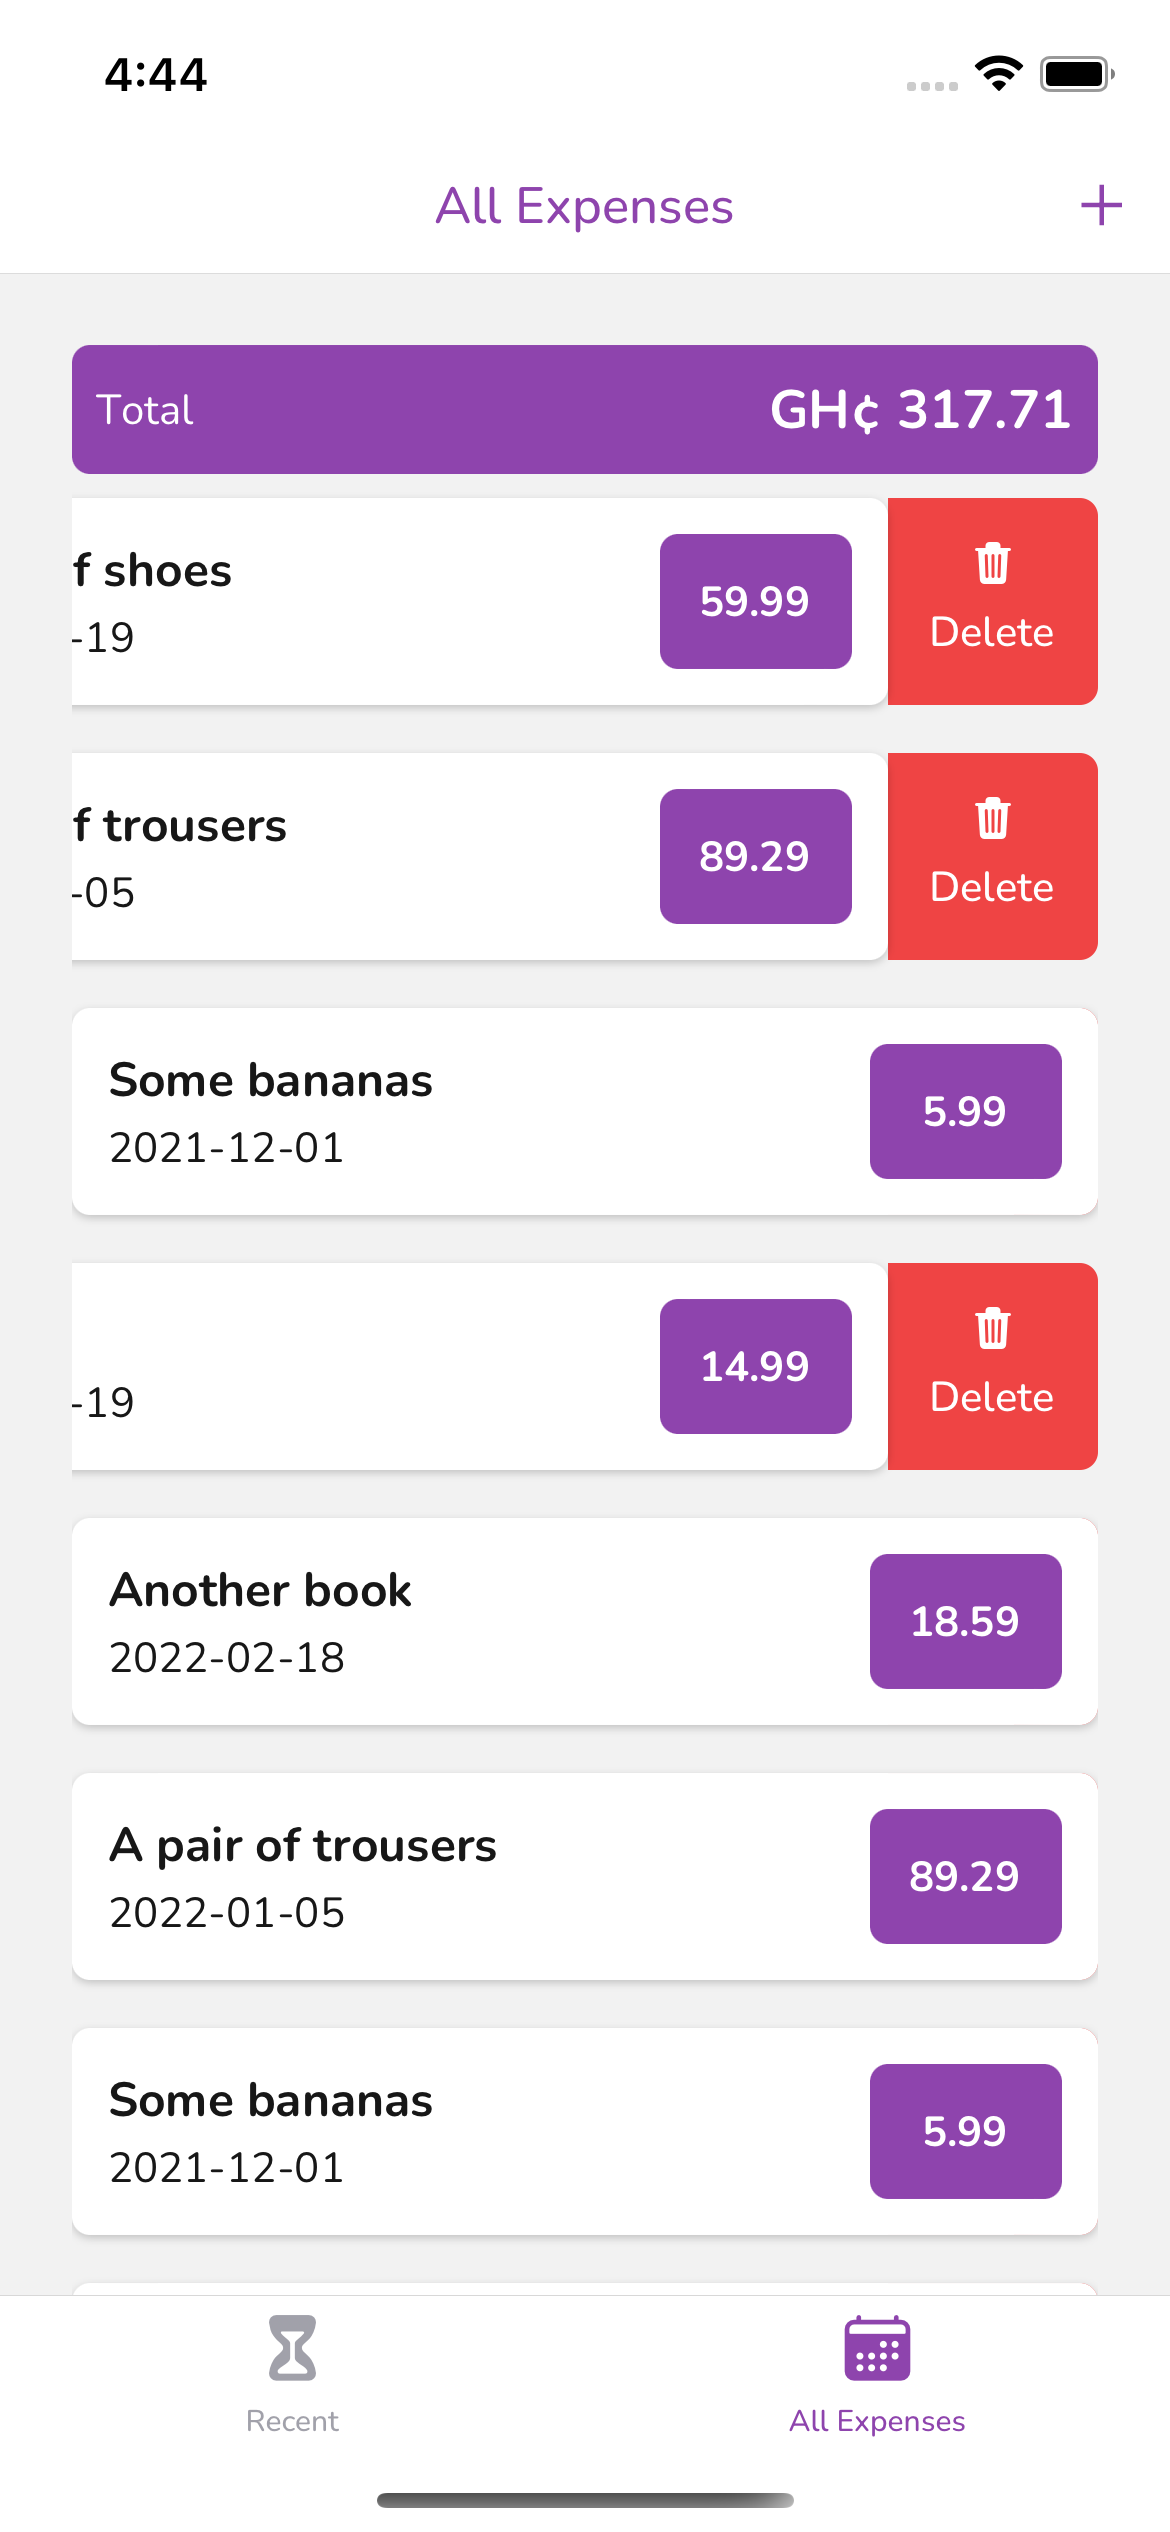 4:44
All Expenses
Total
GH¢ 317.71
f shoes
-19
59.99
Delete
f trousers
-05
89.29
Delete
Some bananas
2021-12-01
5.99
-19
14.99
Delete
Another book
2022-02-18
18.59
A pair of trousers
2022-01-05
89.29
Some bananas
2021-12-01
5.99
Recent
All Expenses